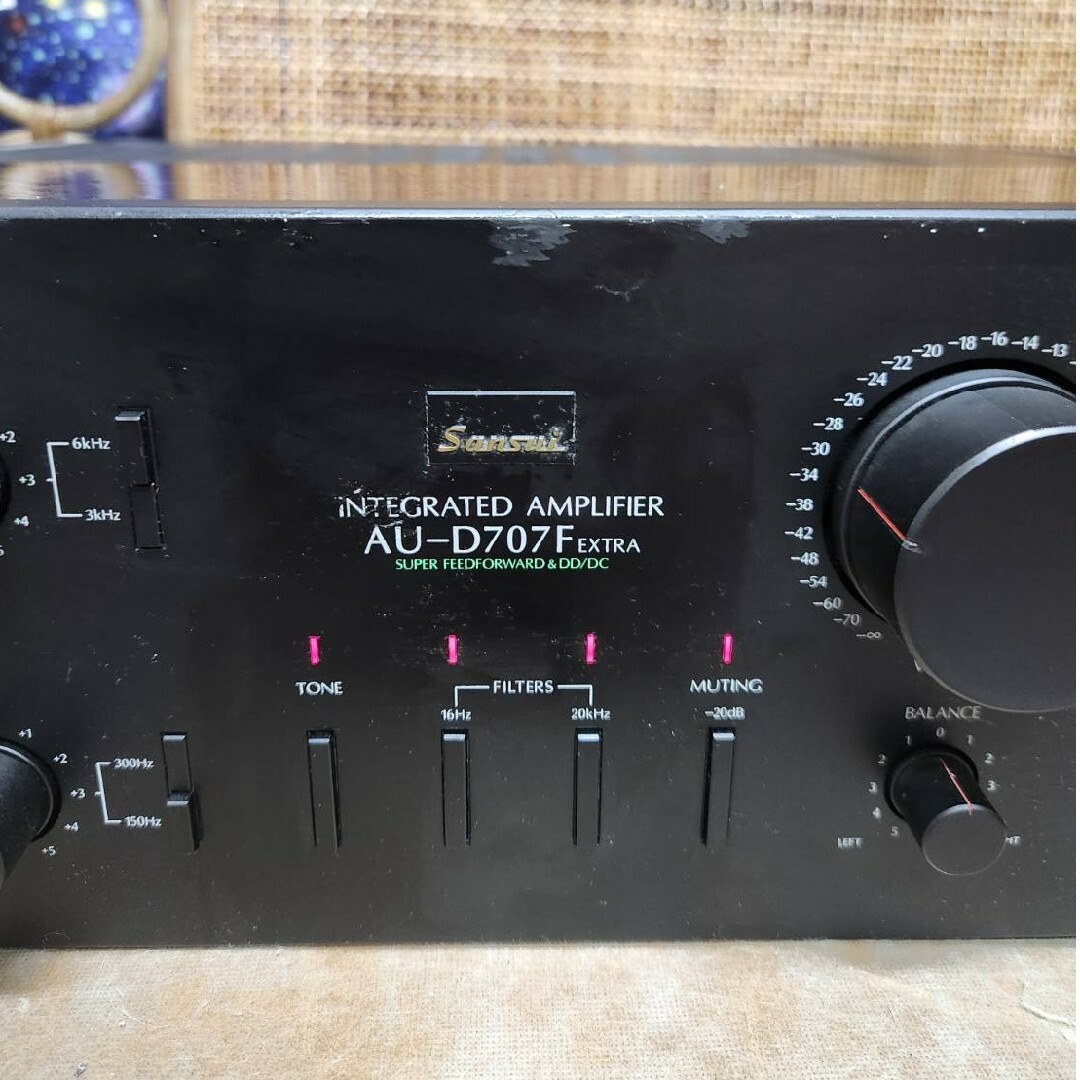 Sansui
INTEGRATED AMPLIFIER
AU-D707F EXTRA
SUPER FEEDFORWARD & DD/DC
+2
+3
+4
6kHz
3kHz
-13
-14
-16
-18
-20
-22
-24
-26
-28
-30
-34
-38
-42
-48
-54
-60
-70
-∞
TONE
FILTERS
16Hz
20kHz
MUTING
-20dB
+1
+2
+3
+4
+5
300Hz
150Hz
BALANCE
0
1
1
2
2
3
3
4
5
LEFT